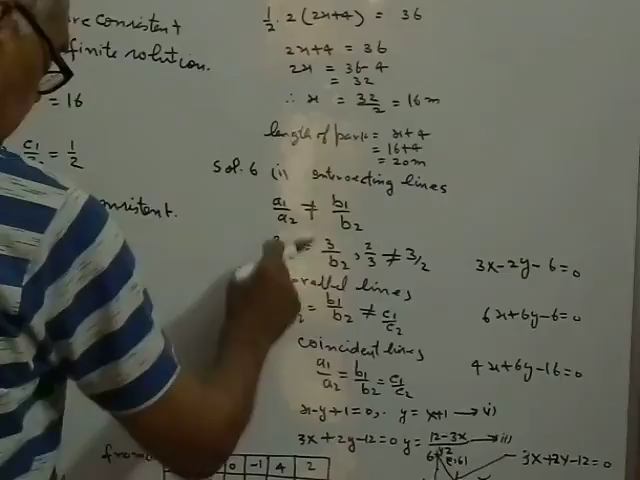 are consistent
finite solution.
= 16
c1/ = 1/2
consistent.
1/2 . 2 (2x+4) = 36
2x+4 = 36
2x = 36-4
= 32
∴ x = 32/2 = 16m
length of park = x+4
= 16+4
= 20m
Sol. 6 (i) intersecting lines
a1/a2 ≠ b1/b2
= 3/b2, 2/3 ≠ 3/2   3x-2y-6=0
parallel lines
= b1/b2 ≠ c1/c2   6x+6y-6=0
coincident lines
a1/a2 = b1/b2 = c1/c2   4x+6y-16=0
x-y+1=0, y = x+1 → i)
3x+2y-12=0 y = 12-3x/2 → ii)
3x+2y-12=0
from
0 -1 4 2